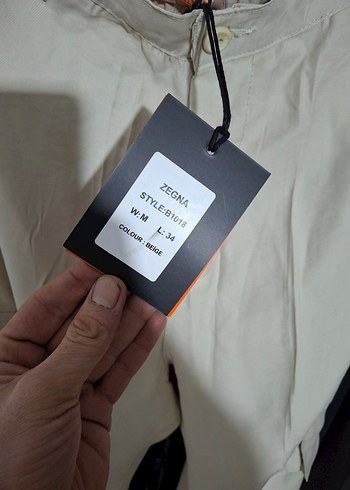 ZEGNA
STYLE:B1018
W: M L: 34
COLOUR : BEIGE